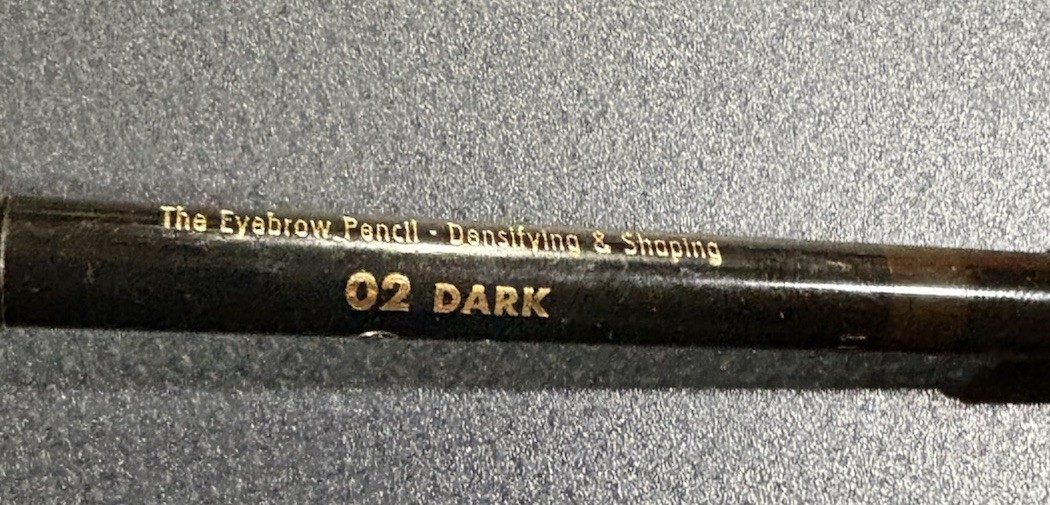 The Eyebrow Pencil - Densifying & Shaping
02 DARK